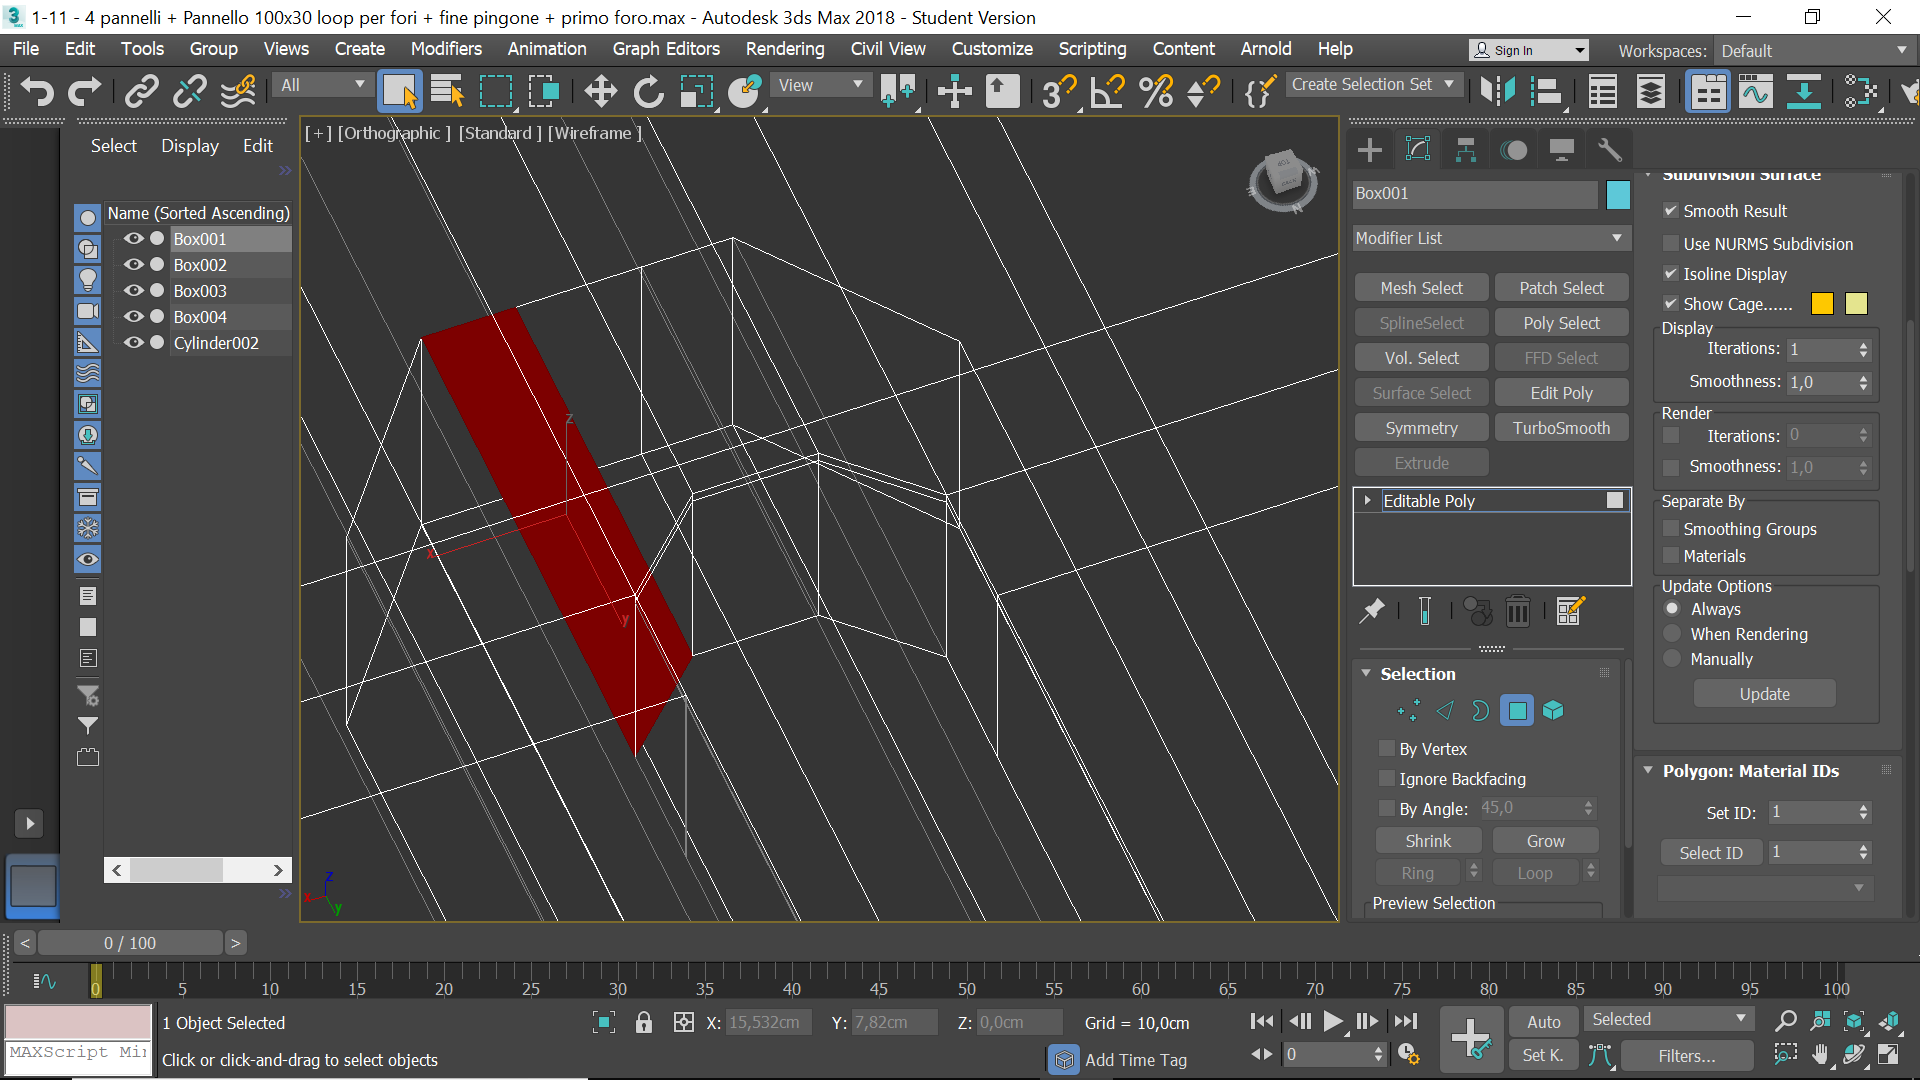 1-11 - 4 pannelli + Pannello 100x30 loop per fori + fine pingone + primo foro.max - Autodesk 3ds Max 2018 - Student Version
File Edit Tools Group Views Create Modifiers Animation Graph Editors Rendering Civil View Customize Scripting Content Arnold Help
Sign In
Workspaces: Default
All
View
Create Selection Set
Select Display Edit
Name (Sorted Ascending)
Box001
Box002
Box003
Box004
Cylinder002
[ + ] [Orthographic ] [Standard ] [Wireframe ]
Box001
Modifier List
Mesh Select Patch Select
SplineSelect Poly Select
Vol. Select FFD Select
Surface Select Edit Poly
Symmetry TurboSmooth
Extrude
Editable Poly
Selection
By Vertex
Ignore Backfacing
By Angle: 45,0
Shrink Grow
Ring Loop
Preview Selection
Subdivision Surface
Smooth Result
Use NURMS Subdivision
Isoline Display
Show Cage......
Display
Iterations: 1
Smoothness: 1,0
Render
Iterations: 0
Smoothness: 1,0
Separate By
Smoothing Groups
Materials
Update Options
Always
When Rendering
Manually
Update
Polygon: Material IDs
Set ID: 1
Select ID 1
x
y
z
x
y
z
TOP
N
< 0 / 100 >
0 5 10 15 20 25 30 35 40 45 50 55 60 65 70 75 80 85 90 95 100
1 Object Selected
X: 15,532cm Y: 7,82cm Z: 0,0cm Grid = 10,0cm
Auto
Selected
MAXScript Min
Click or click-and-drag to select objects
Add Time Tag
0
Set K.
Filters...